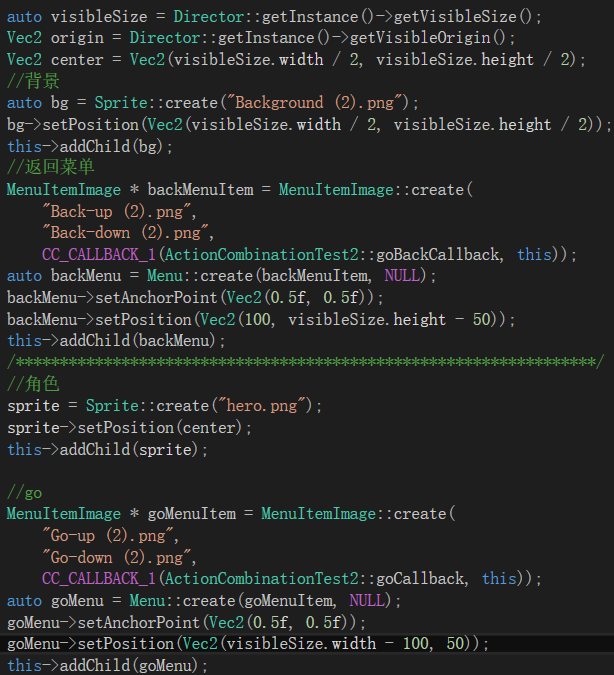 auto visibleSize = Director::getInstance()->getVisibleSize();
Vec2 origin = Director::getInstance()->getVisibleOrigin();
Vec2 center = Vec2(visibleSize.width / 2, visibleSize.height / 2);
//背景
auto bg = Sprite::create("Background (2).png");
bg->setPosition(Vec2(visibleSize.width / 2, visibleSize.height / 2));
this->addChild(bg);
//返回菜单
MenuItemImage * backMenuItem = MenuItemImage::create(
    "Back-up (2).png",
    "Back-down (2).png",
    CC_CALLBACK_1(ActionCombinationTest2::goBackCallback, this));
auto backMenu = Menu::create(backMenuItem, NULL);
backMenu->setAnchorPoint(Vec2(0.5f, 0.5f));
backMenu->setPosition(Vec2(100, visibleSize.height - 50));
this->addChild(backMenu);
/******************************************************************/
//角色
sprite = Sprite::create("hero.png");
sprite->setPosition(center);
this->addChild(sprite);

//go
MenuItemImage * goMenuItem = MenuItemImage::create(
    "Go-up (2).png",
    "Go-down (2).png",
    CC_CALLBACK_1(ActionCombinationTest2::goCallback, this));
auto goMenu = Menu::create(goMenuItem, NULL);
goMenu->setAnchorPoint(Vec2(0.5f, 0.5f));
goMenu->setPosition(Vec2(visibleSize.width - 100, 50));
this->addChild(goMenu);